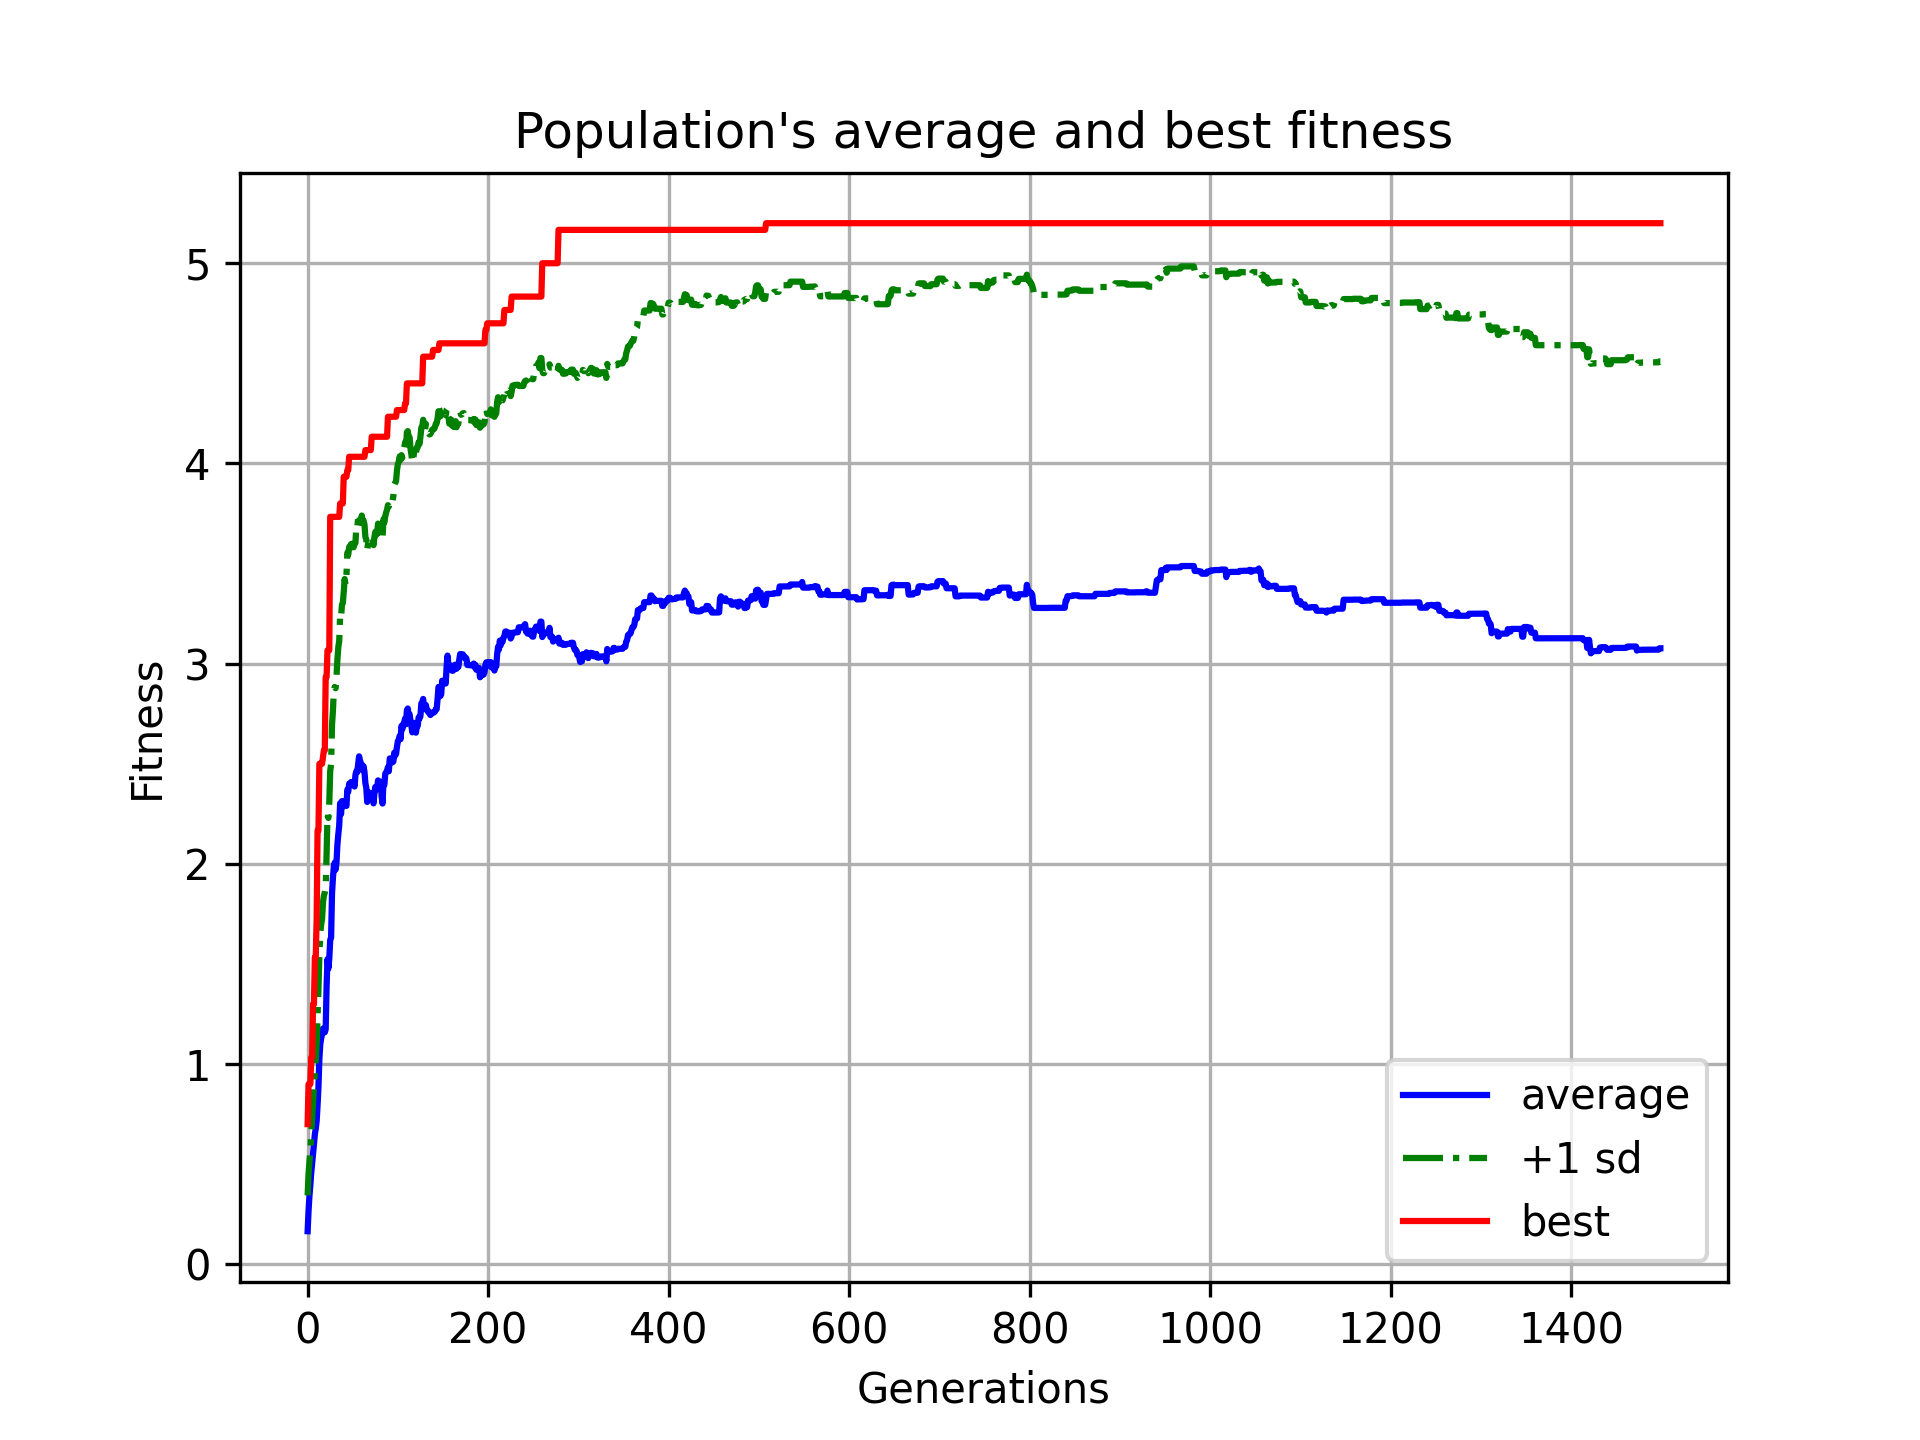 Population's average and best fitness
Fitness
5
4
3
2
1
0
0 200 400 600 800 1000 1200 1400
Generations
average
+1 sd
best